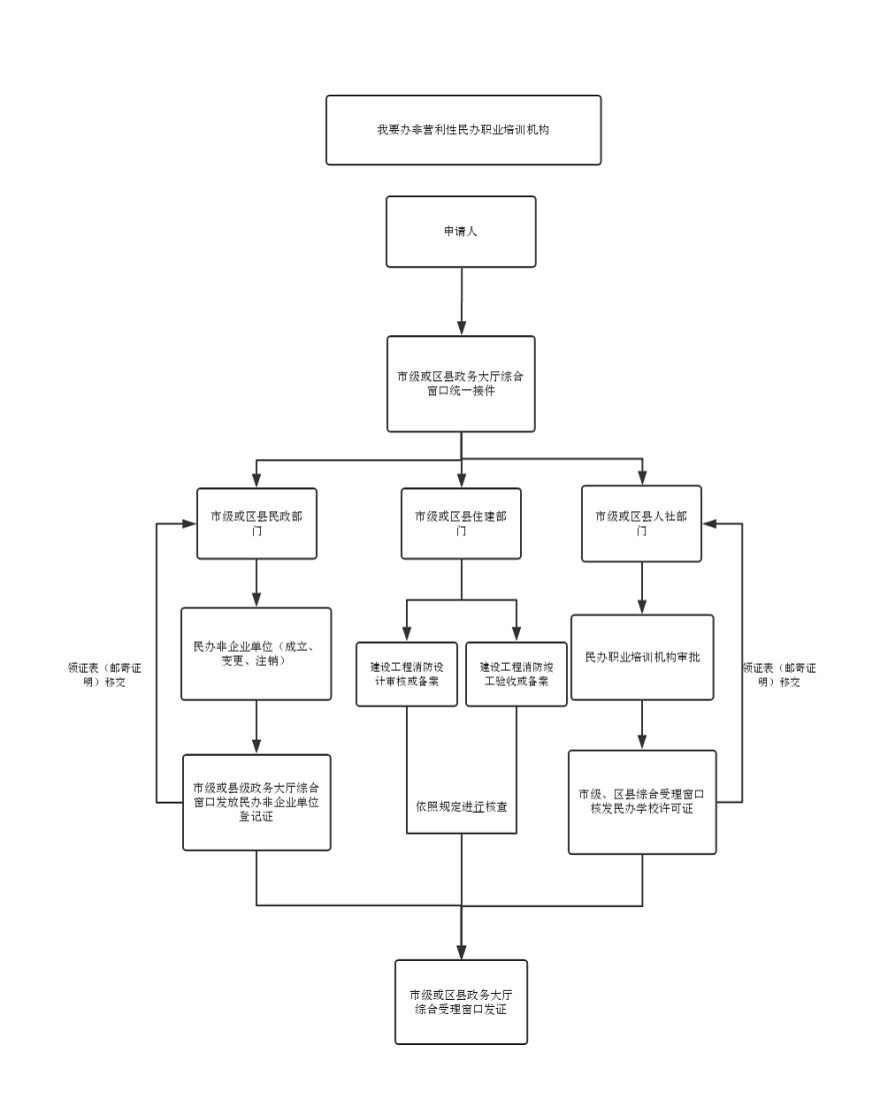 我要办非营利性民办职业培训机构
申请人
市级或区县政务大厅综合
窗口统一接件
市级或区县民政部
门
市级或区县住建部
门
市级或区县人社部
门
民办非企业单位（成立、
变更、注销）
建设工程消防设
计审核或备案
建设工程消防竣
工验收或备案
民办职业培训机构审批
领证表（邮寄证
明）移交
领证表（邮寄证
明）移交
市级或县级政务大厅综合
窗口发放民办非企业单位
登记证
依照规定进行核查
市级、区县综合受理窗口
核发民办学校许可证
市级或区县政务大厅
综合受理窗口发证